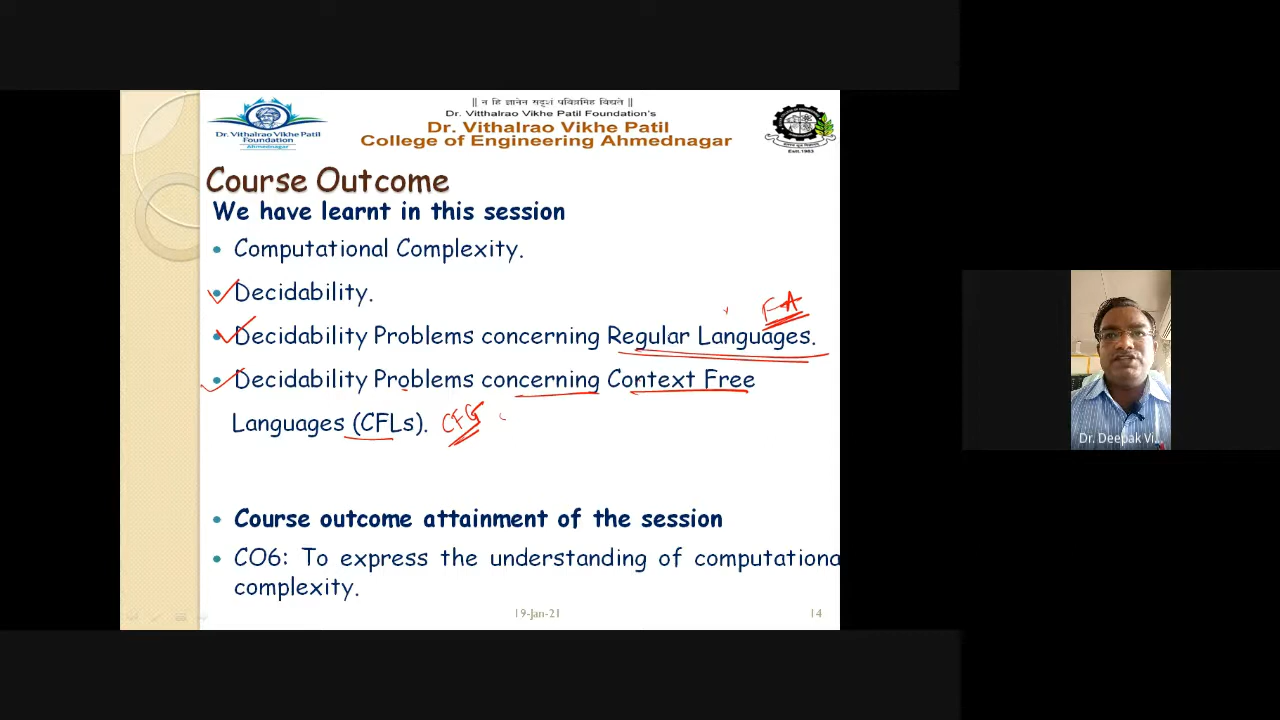 || न हि ज्ञानेन सदृशं पवित्रमिह विद्यते ||
Dr. Vitthalrao Vikhe Patil Foundation's
Dr. Vithalrao Vikhe Patil
College of Engineering Ahmednagar
Dr. Vithalrao Vikhe Patil
Foundation
Ahmednagar
Estt.1983
Course Outcome
We have learnt in this session
• Computational Complexity.
• Decidability.
FA
• Decidability Problems concerning Regular Languages.
• Decidability Problems concerning Context Free
Languages (CFLs). CFG
• Course outcome attainment of the session
• CO6: To express the understanding of computationa
complexity.
19-Jan-21
14
Dr. Deepak Vi...